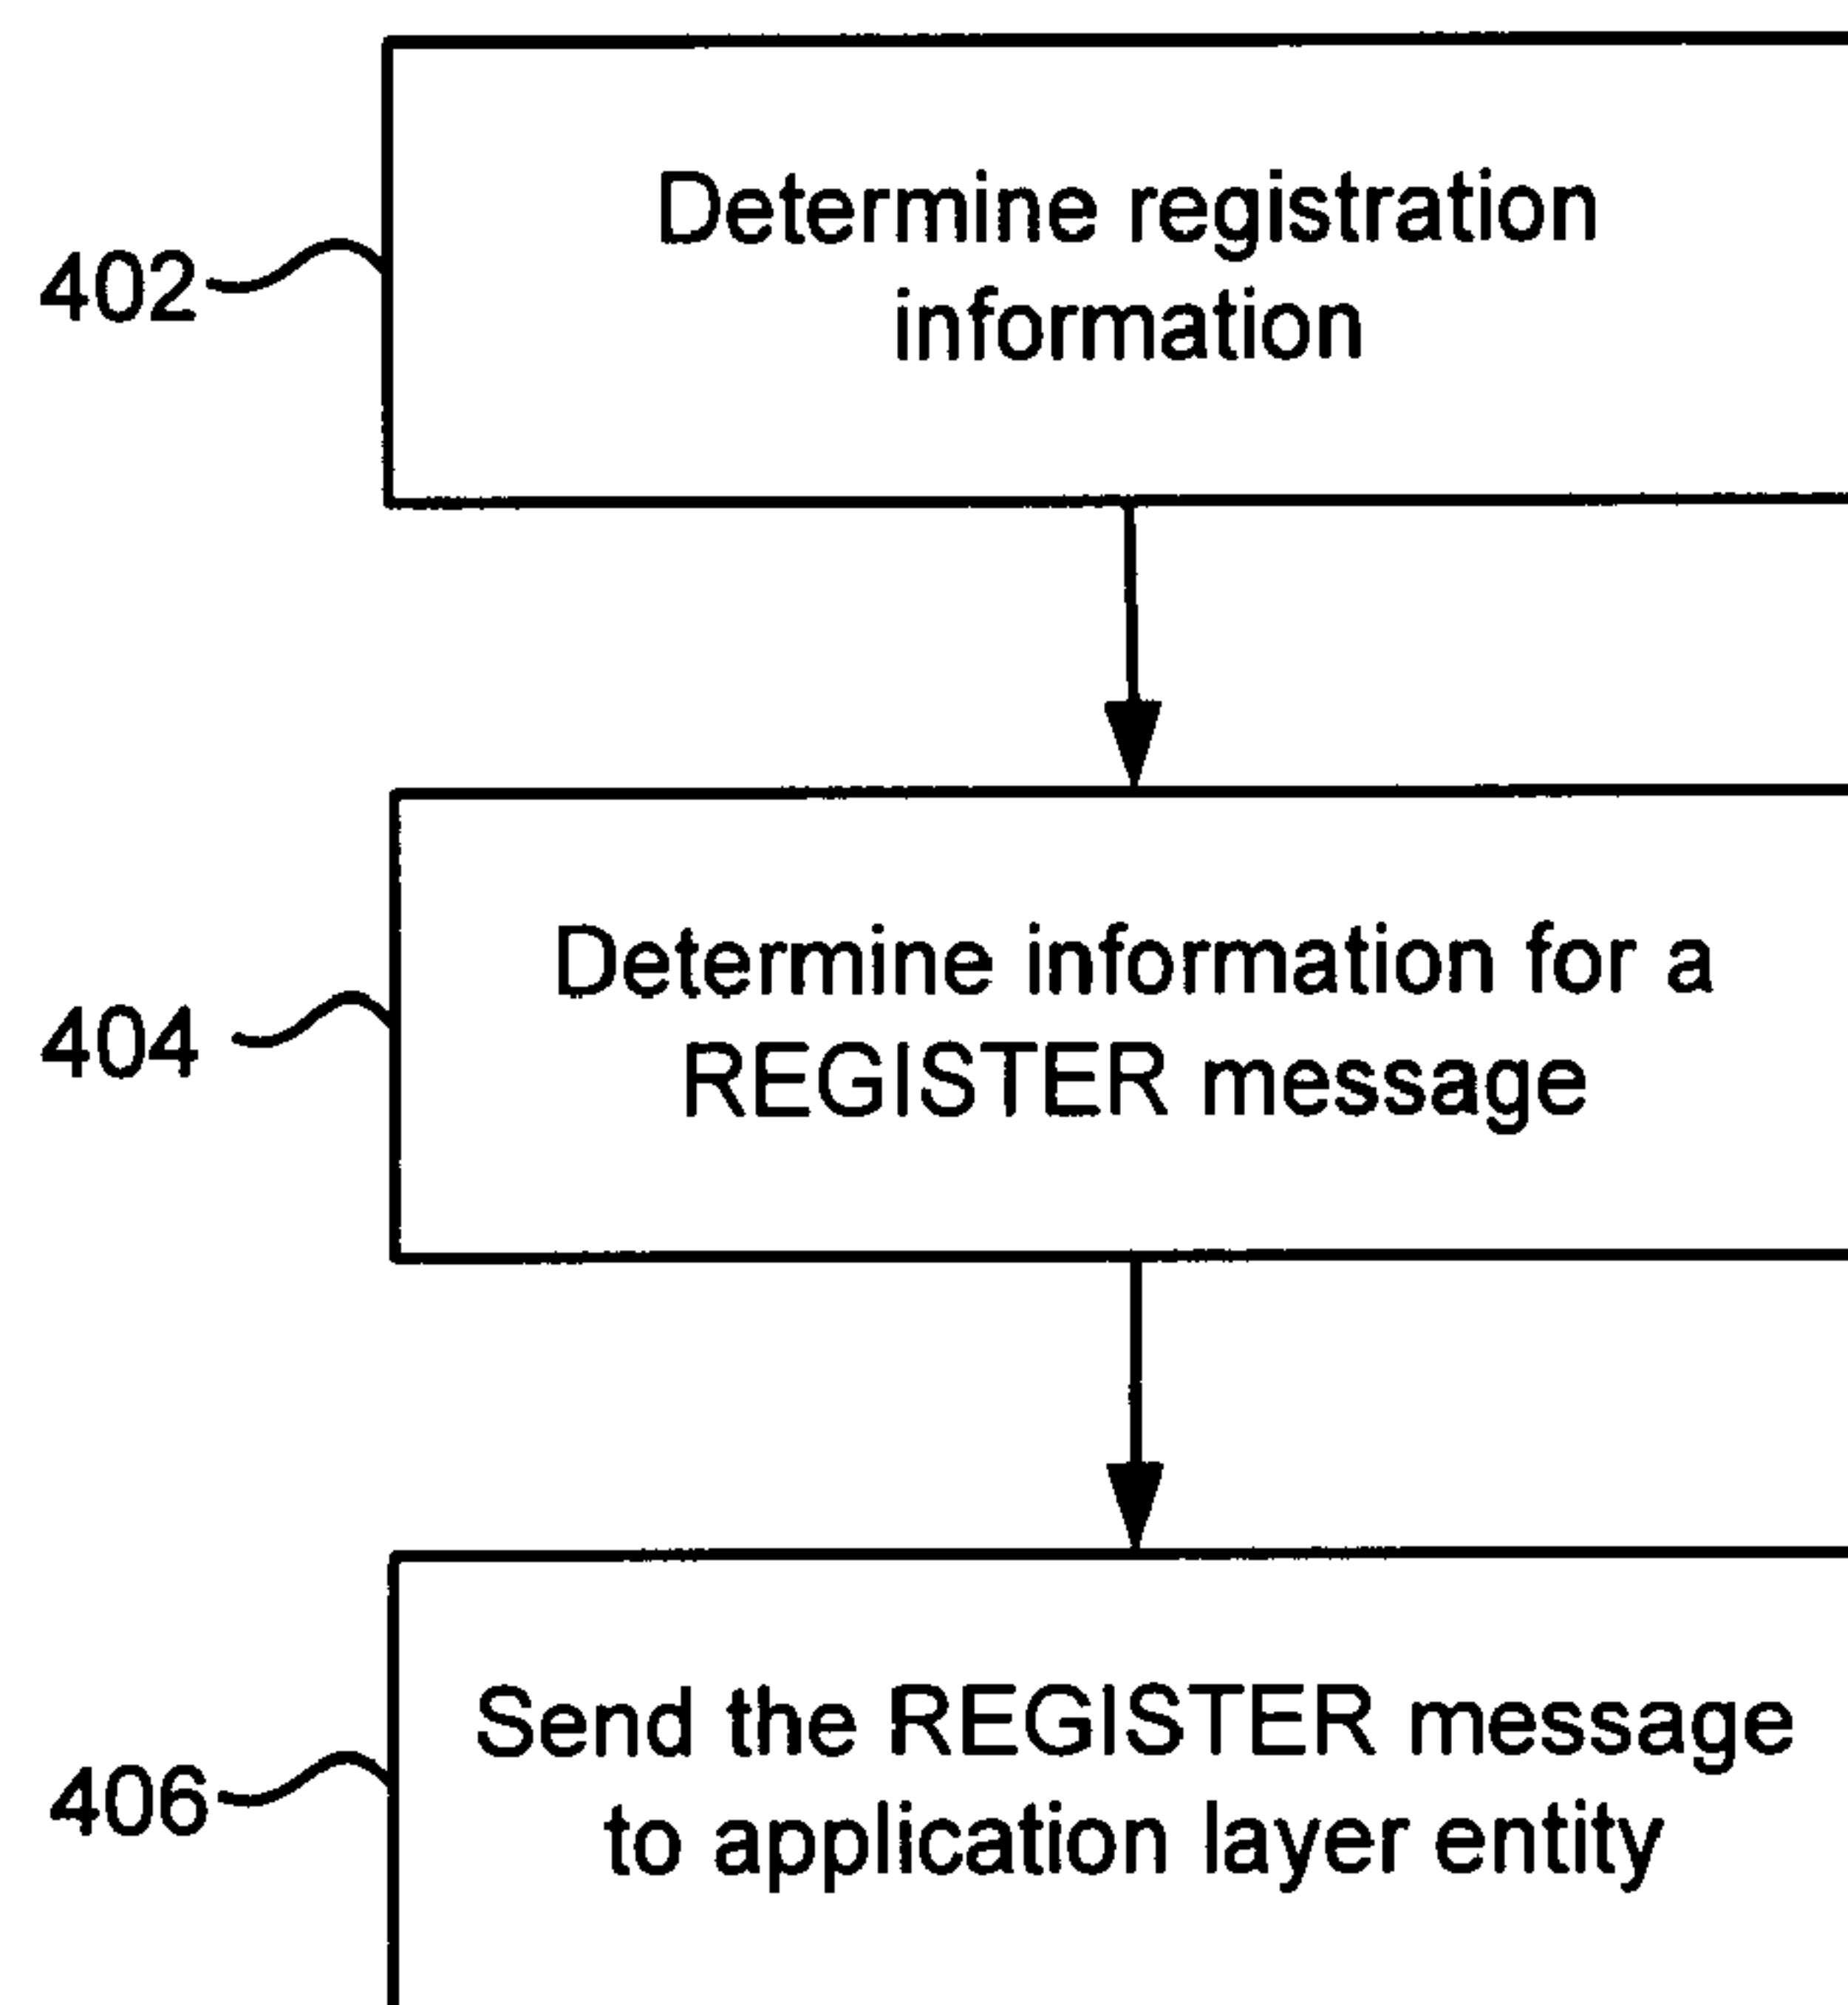 Determine registration
information
402
Determine information for a
REGISTER message
404
Send the REGISTER message
to application layer entity
406